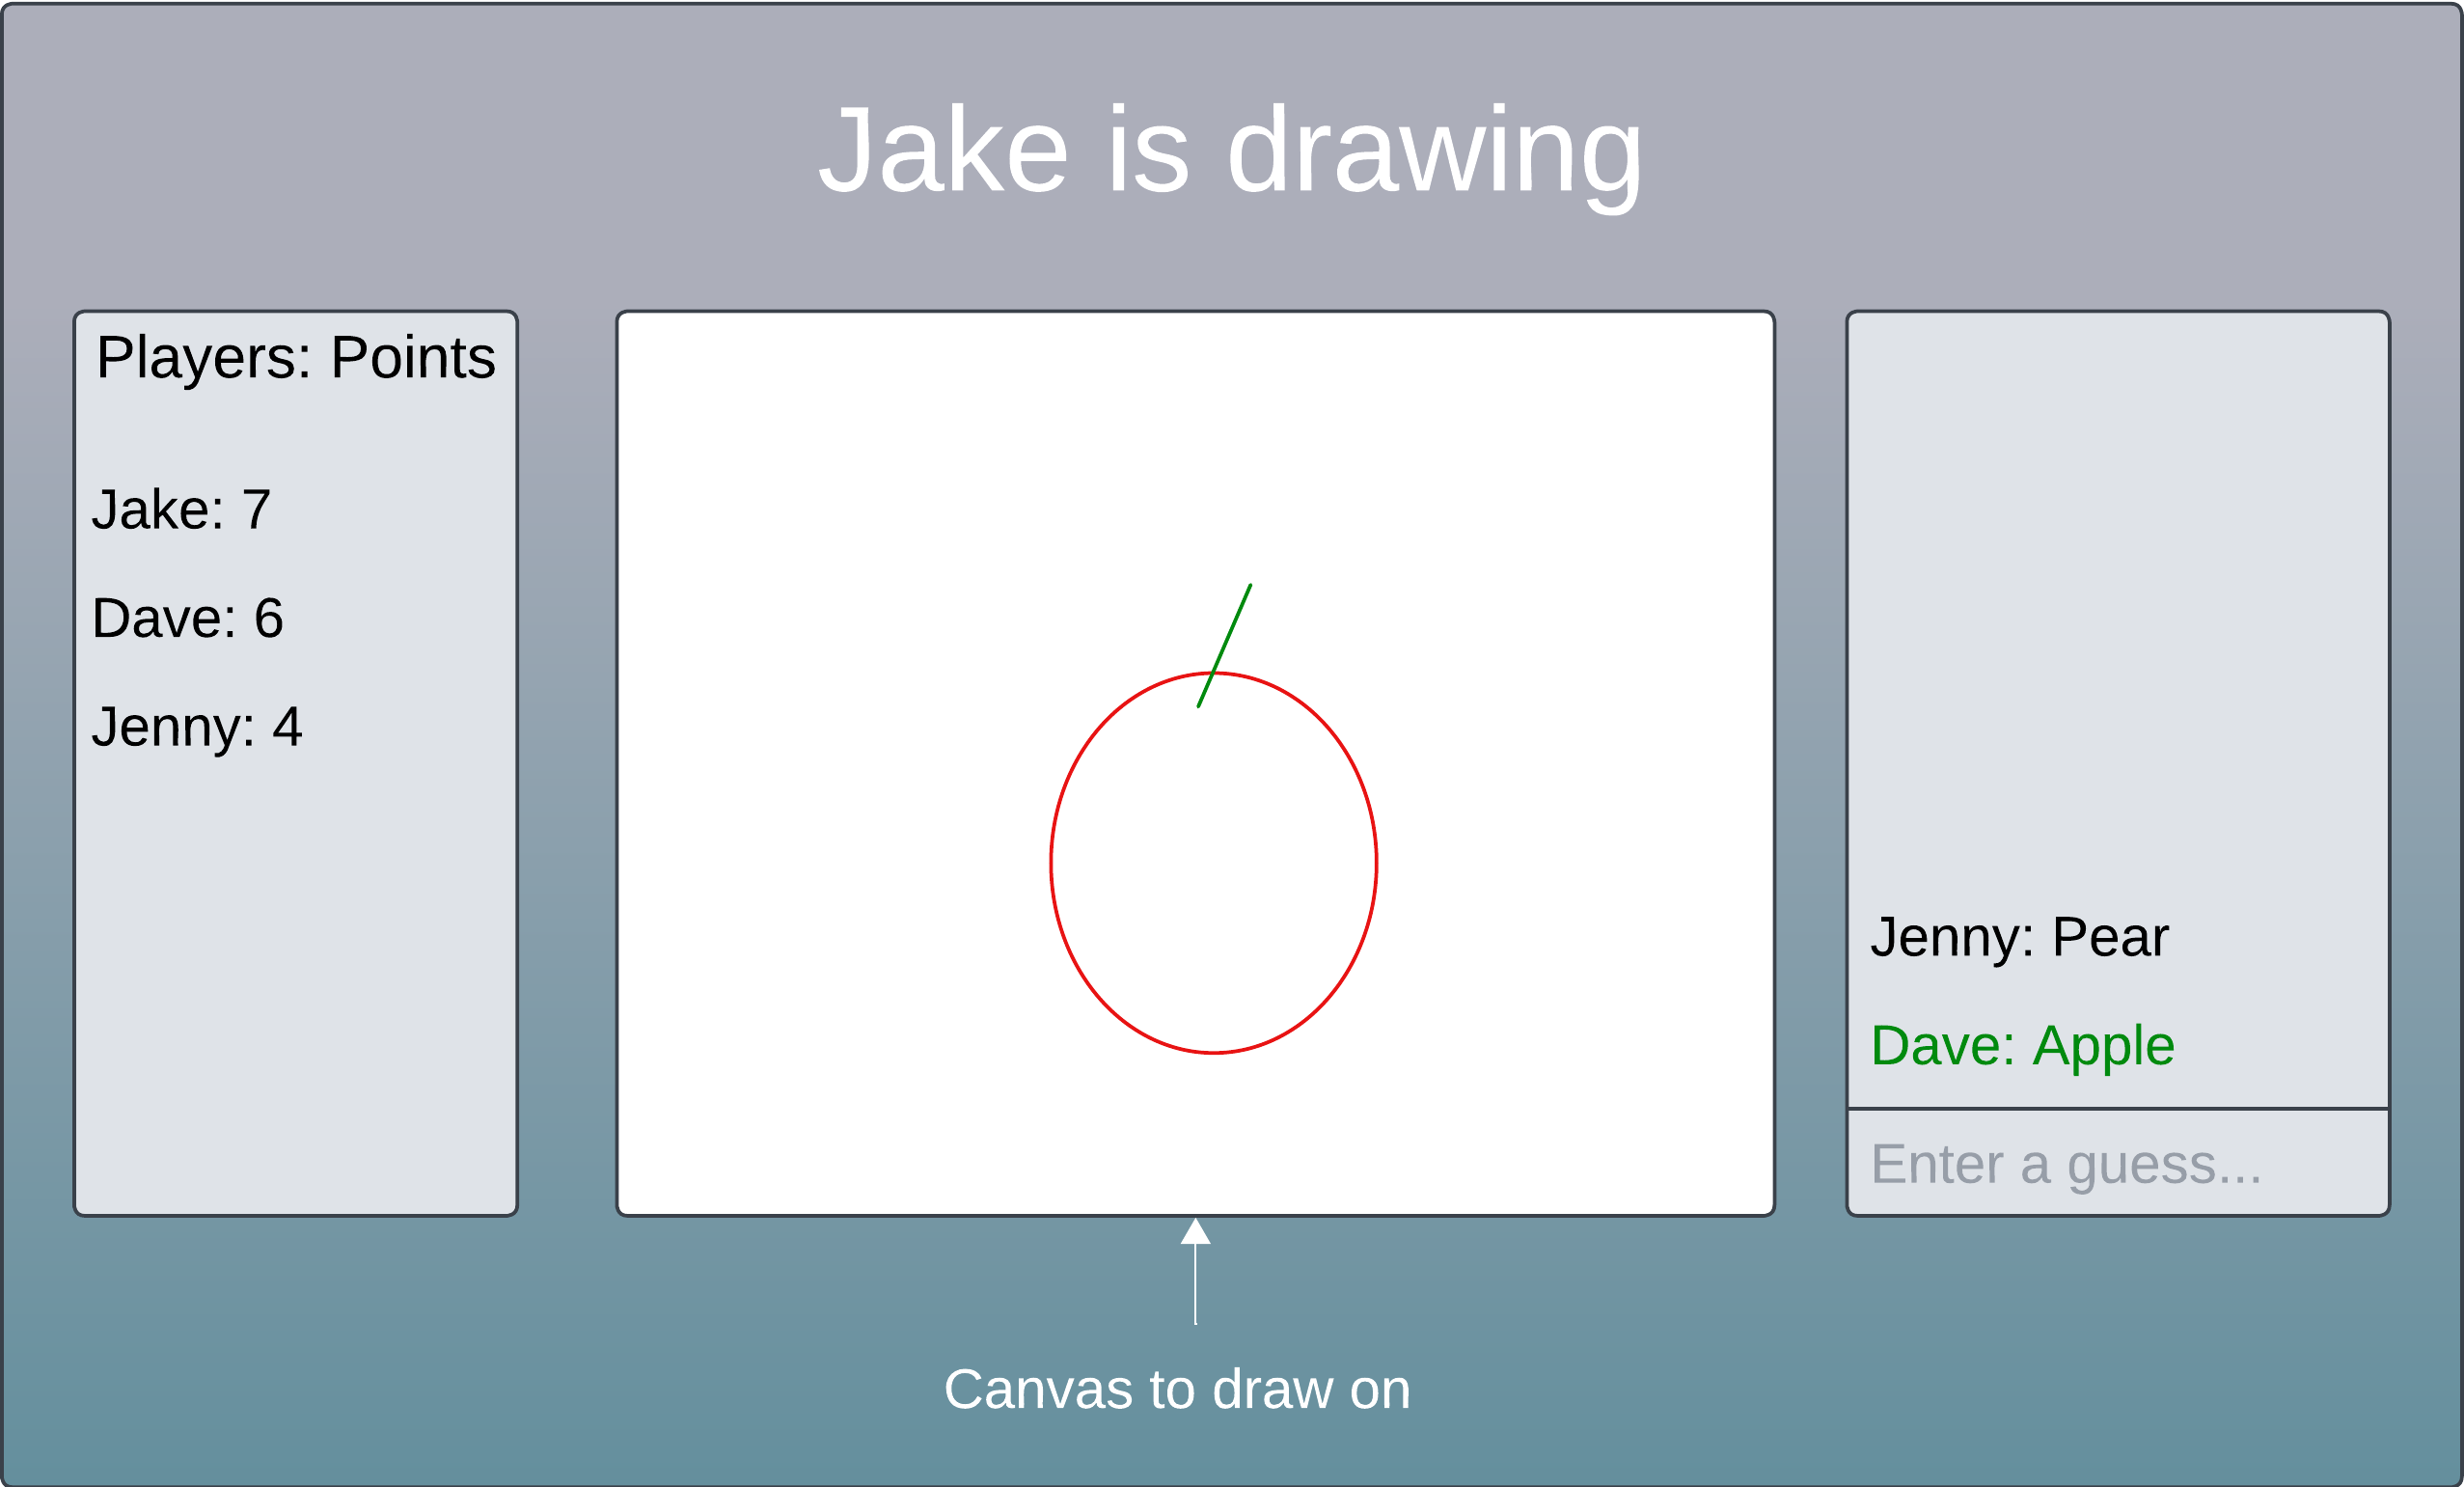 Jake is drawing
Players: Points
Jake: 7
Dave: 6
Jenny: 4
Jenny: Pear
Dave: Apple
Enter a guess...
Canvas to draw on